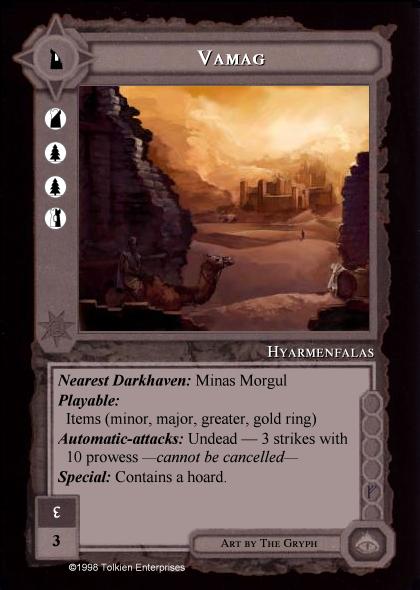 VAMAG
HYARMENFALAS
Nearest Darkhaven: Minas Morgul
Playable:
Items (minor, major, greater, gold ring)
Automatic-attacks: Undead — 3 strikes with
10 prowess —cannot be cancelled—
Special: Contains a hoard.
ε
3
ART BY THE GRYPH
©1998 Tolkien Enterprises